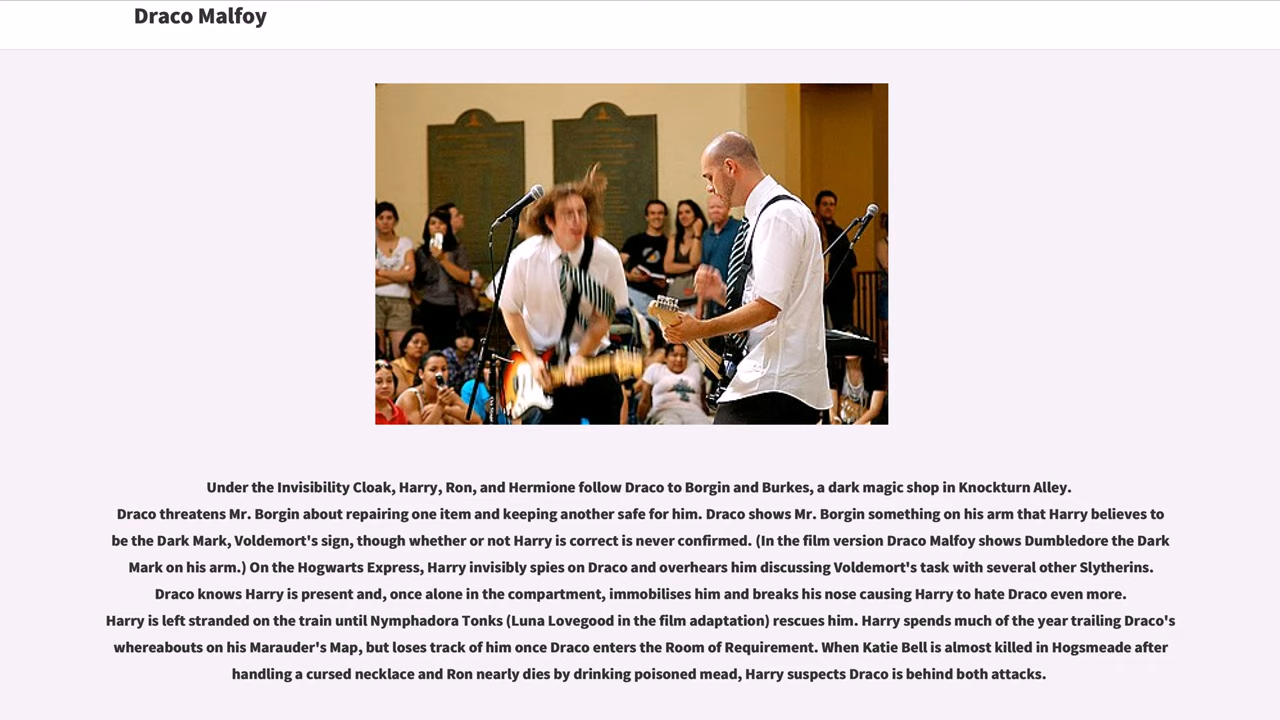 Draco Malfoy
Under the Invisibility Cloak, Harry, Ron, and Hermione follow Draco to Borgin and Burkes, a dark magic shop in Knockturn Alley.
Draco threatens Mr. Borgin about repairing one item and keeping another safe for him. Draco shows Mr. Borgin something on his arm that Harry believes to
be the Dark Mark, Voldemort's sign, though whether or not Harry is correct is never confirmed. (In the film version Draco Malfoy shows Dumbledore the Dark
Mark on his arm.) On the Hogwarts Express, Harry invisibly spies on Draco and overhears him discussing Voldemort's task with several other Slytherins.
Draco knows Harry is present and, once alone in the compartment, immobilises him and breaks his nose causing Harry to hate Draco even more.
Harry is left stranded on the train until Nymphadora Tonks (Luna Lovegood in the film adaptation) rescues him. Harry spends much of the year trailing Draco's
whereabouts on his Marauder's Map, but loses track of him once Draco enters the Room of Requirement. When Katie Bell is almost killed in Hogsmeade after
handling a cursed necklace and Ron nearly dies by drinking poisoned mead, Harry suspects Draco is behind both attacks.